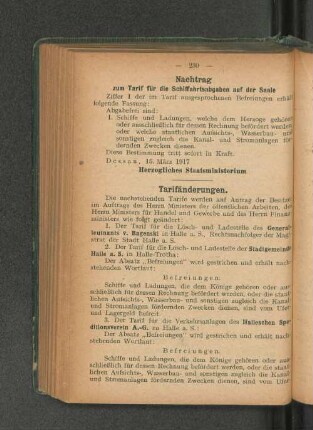 — 230 —
Nachtrag
zum Tarif für die Schiffahrtsabgaben auf der Saale
Ziffer I der im Tarif ausgesprochenen Befreiungen erhält
folgende Fassung:
Abgabefrei sind:
1. Schiffe und Ladungen, welche dem Herzoge gehören
oder ausschließlich für dessen Rechnung befördert werden
oder welche staatlichen Aufsichts-, Wasserbau- und
sonstigen zugleich die Kanal- und Stromanlagen för-
dernden Zwecken dienen.
Diese Bestimmung tritt sofort in Kraft.
Dessau, 16. März 1917
Herzogliches Staatsministerium.
Tarifänderungen.
Die nachstehenden Tarife werden auf Antrag der
im Auftrage des Herrn Ministers der öffentlichen Arbeiten, des
Herrn Ministers für Handel und Gewerbe und des Herrn Finanz-
ministers wie folgt geändert:
1. Der Tarif für die Lösch- und Ladestelle des General-
leutnants v. in Halle a. S., Rechtsnachfolger der Magi-
strat der Stadt Halle a. S.
2. Der Tarif für die Lösch- und Ladestelle der Stadtgemeinde
Halle a. S. in Halle-Trotha:
Der Absatz „Befreiungen" wird gestrichen und erhält nach-
stehenden Wortlaut:
Befreiungen.
Schiffe und Ladungen, die dem Könige gehören oder aus-
schließlich für dessen Rechnung befördert werden, oder die staat-
lichen Aufsichts-, Wasserbau- und sonstigen zugleich die Kanal-
und Stromanlagen fördernden Zwecken dienen, sind vom Ufer-
und Lagergeld befreit.
3. Der Tarif für die Verkehrsanlagen des Halleschen Spe-
ditionsverein A.-G. zu Halle a. S.:
Der Absatz „Befreiungen" wird gestrichen und erhält nach-
stehenden Wortlaut:
Befreiungen.
Schiffe und Ladungen, die dem Könige gehören oder aus-
schließlich für dessen Rechnung befördert werden, oder die staat-
lichen Aufsichts-, Wasserbau- und sonstigen zugleich die Kanal-
und Stromanlagen fördernden Zwecken dienen, sind vom Ufer-